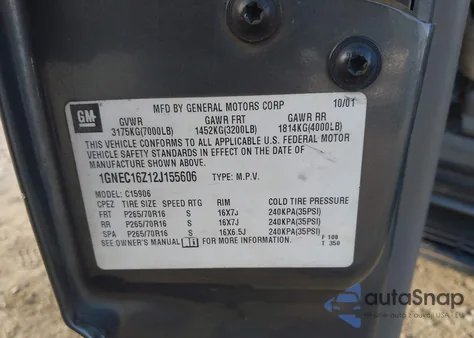 GM
MFD BY GENERAL MOTORS CORP 10/01
GVWR GAWR FRT GAWR RR
3175KG(7000LB) 1452KG(3200LB) 1814KG(4000LB)
THIS VEHICLE CONFORMS TO ALL APPLICABLE U.S. FEDERAL MOTOR
VEHICLE SAFETY STANDARDS IN EFFECT ON THE DATE OF
MANUFACTURE SHOWN ABOVE.
1GNEC16Z12J155606 TYPE: M.P.V.
MODEL: C15906
CPEZ TIRE SIZE SPEED RTG RIM COLD TIRE PRESSURE
FRT P265/70R16 S 16X7J 240KPA(35PSI)
RR P265/70R16 S 16X7J 240KPA(35PSI)
SPA P265/70R16 S 16X6.5J 240KPA(35PSI)
SEE OWNER'S MANUAL FOR MORE INFORMATION. F 108
T 350
autoSnap